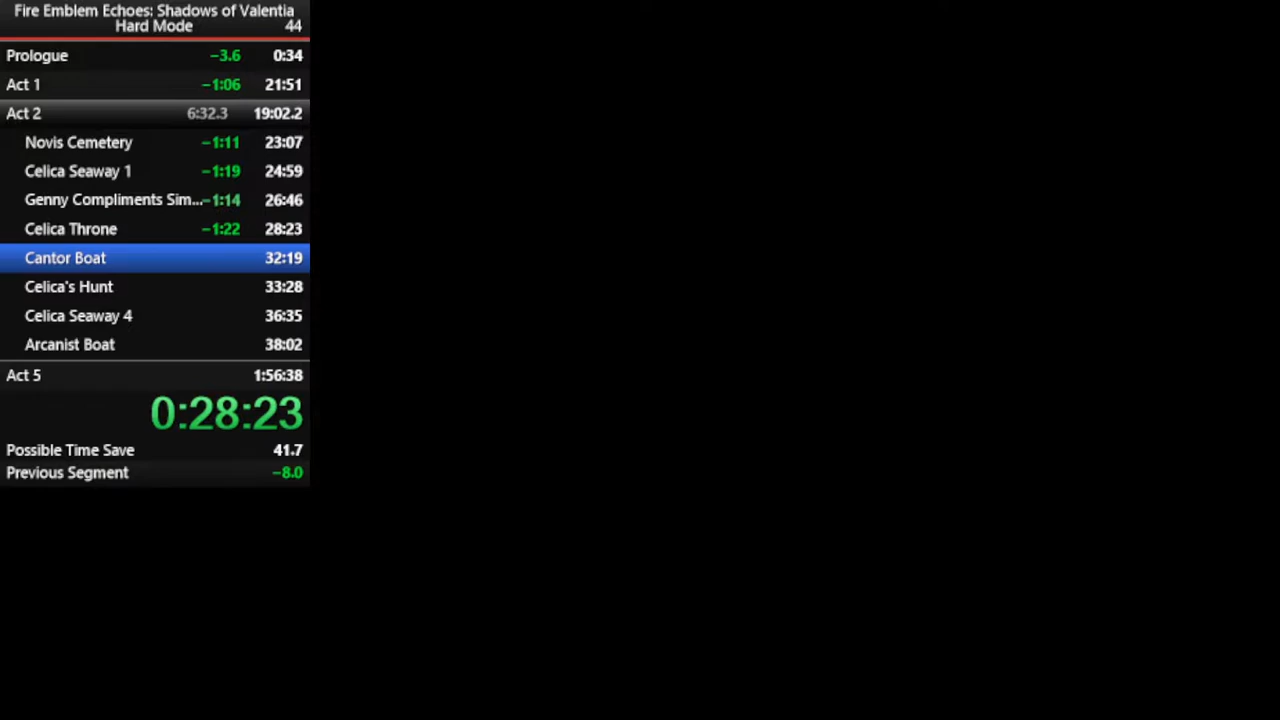 Fire Emblem Echoes: Shadows of Valentia
Hard Mode 44
Prologue −3.6 0:34
Act 1 −1:06 21:51
Act 2 6:32.3 19:02.2
Novis Cemetery −1:11 23:07
Celica Seaway 1 −1:19 24:59
Genny Compliments Sim... −1:14 26:46
Celica Throne −1:22 28:23
Cantor Boat 32:19
Celica's Hunt 33:28
Celica Seaway 4 36:35
Arcanist Boat 38:02
Act 5 1:56:38
0:28:23
Possible Time Save 41.7
Previous Segment −8.0